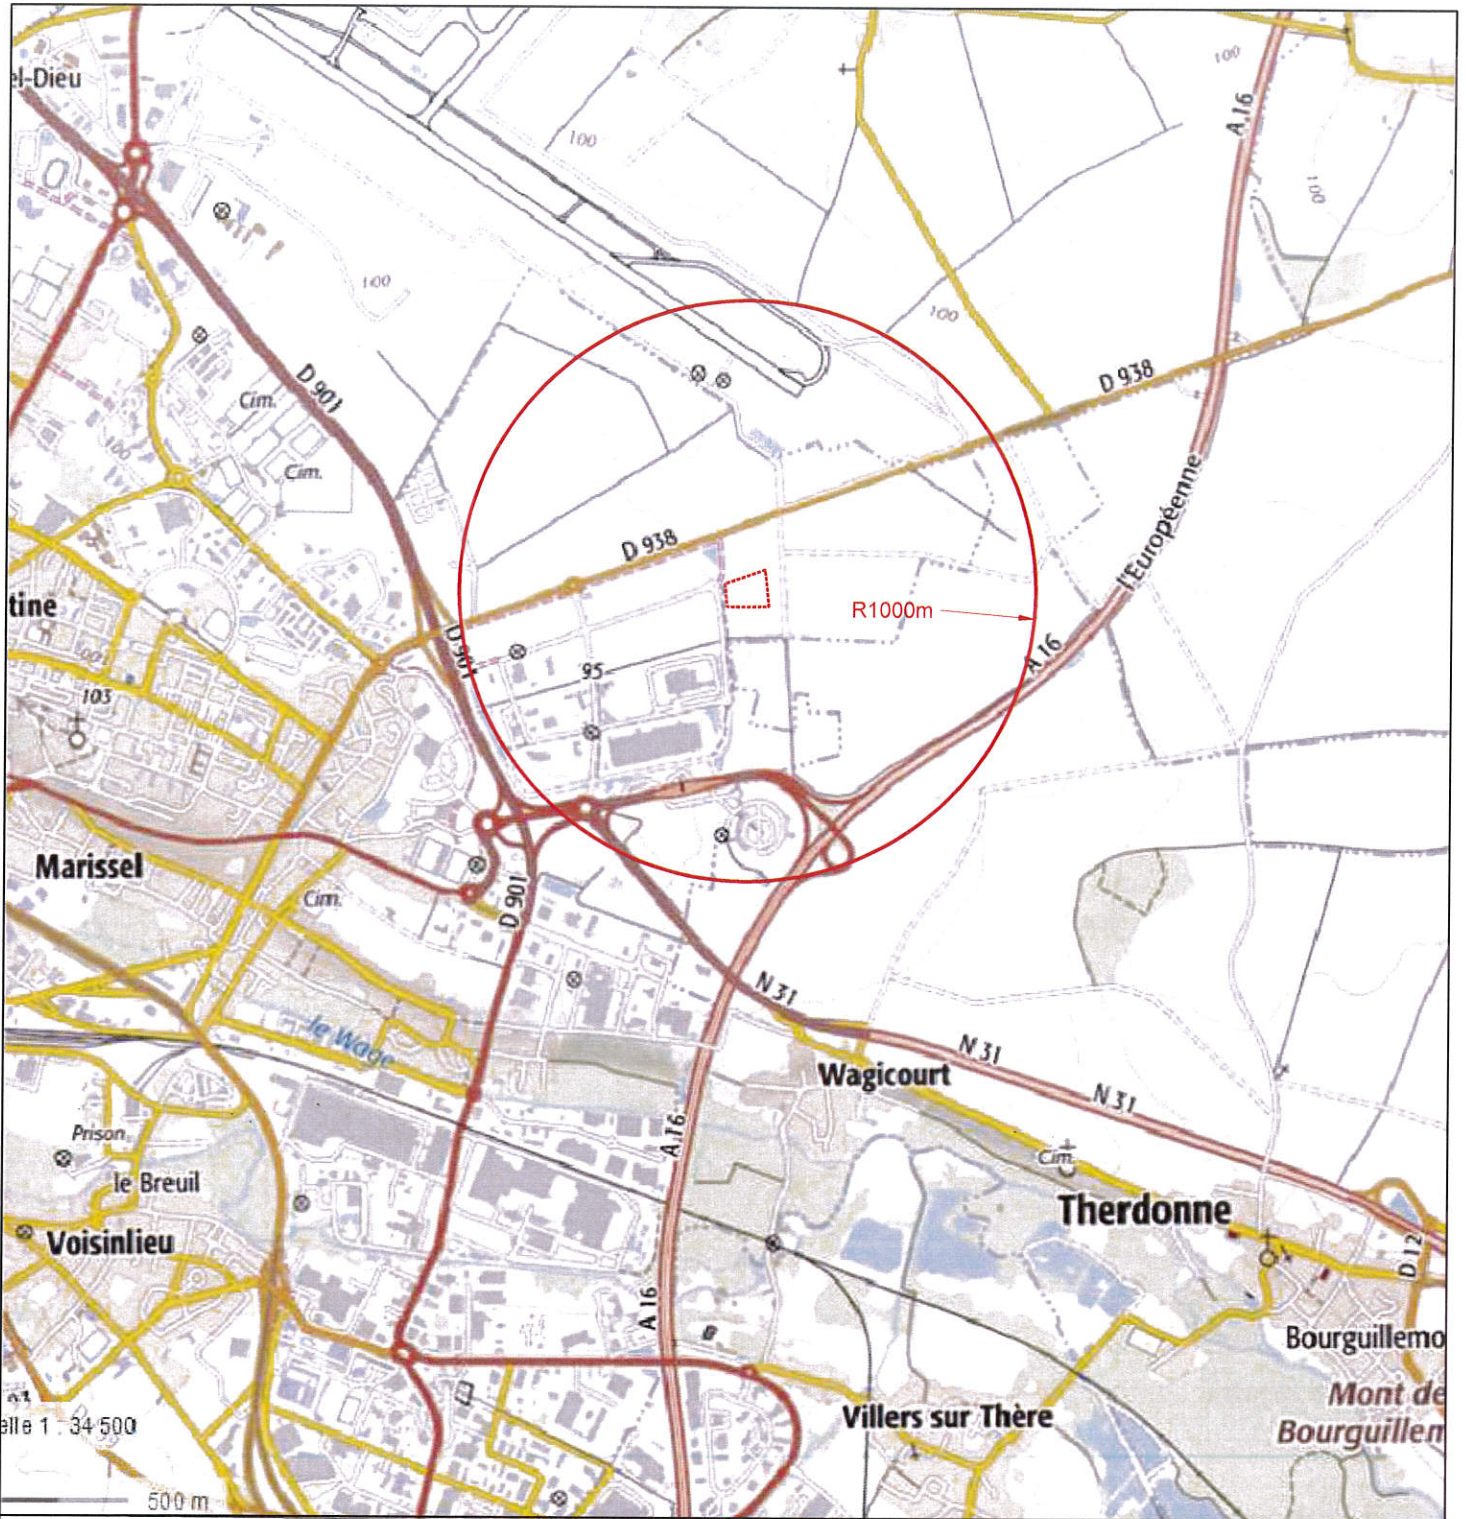 el-Dieu
100
100
A 16
100
100
100
D 901
Cim.
Cim.
100
D 938
D 938
l'Européenne
tine
R1000m
D 901
95
A 16
103
Marissel
Cim.
D 901
N 31
le Wage
Wagicourt
N 31
N 31
A 16
Prison
Cim.
le Breuil
Therdonne
Voisinlieu
D 12
A 16
Bourguillemo
Mont de
Bourguillem
Villers sur Thère
elle 1 : 34 500
500 m